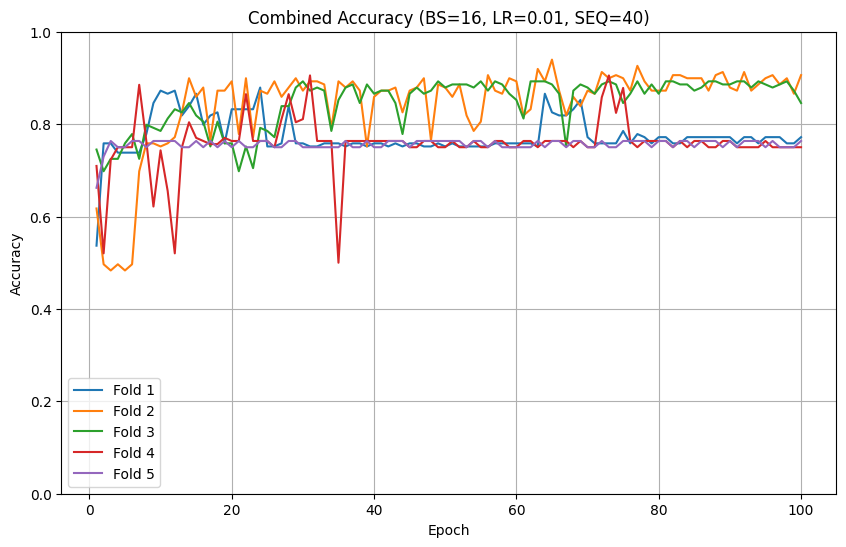 Combined Accuracy (BS=16, LR=0.01, SEQ=40)
1.0
0.8
0.6
0.4
0.2
0.0
Accuracy
Fold 1
Fold 2
Fold 3
Fold 4
Fold 5
0 20 40 60 80 100
Epoch